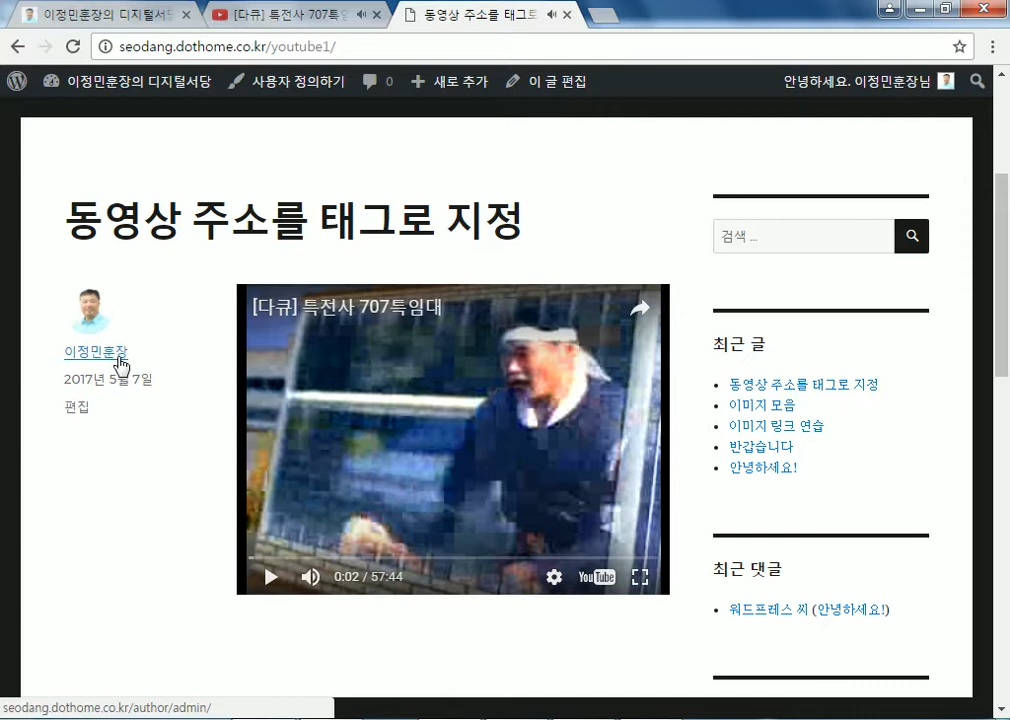 이정민훈장의 디지털서당
[다큐] 특전사 707특임
동영상 주소를 태그로
seodang.dothome.co.kr/youtube1/
이정민훈장의 디지털서당
사용자 정의하기
0
새로 추가
이 글 편집
안녕하세요. 이정민훈장님
동영상 주소를 태그로 지정
검색 ...
[다큐] 특전사 707특임대
이정민훈장
2017년 5월 7일
편집
0:02 / 57:44
YouTube
최근 글
동영상 주소를 태그로 지정
이미지 모음
이미지 링크 연습
반갑습니다
안녕하세요!
최근 댓글
워드프레스 씨 (안녕하세요!)
seodang.dothome.co.kr/author/admin/